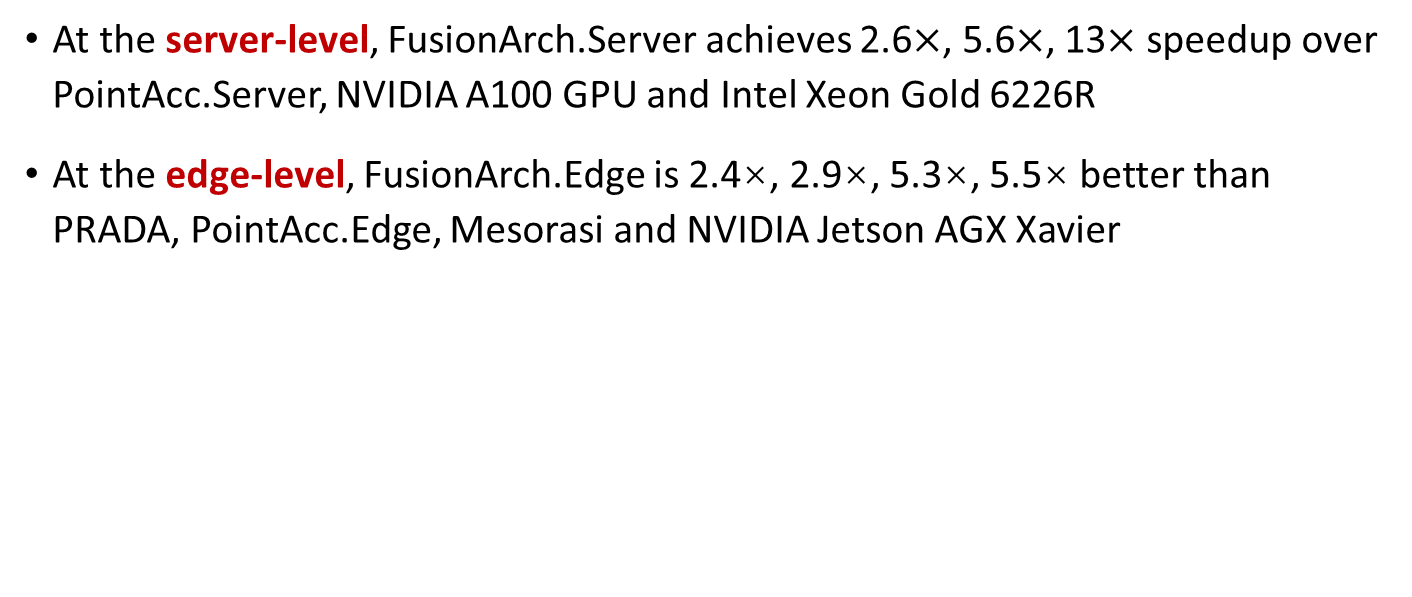 • At the server-level, FusionArch.Server achieves 2.6×, 5.6×, 13× speedup over
PointAcc.Server, NVIDIA A100 GPU and Intel Xeon Gold 6226R
• At the edge-level, FusionArch.Edge is 2.4×, 2.9×, 5.3×, 5.5× better than
PRADA, PointAcc.Edge, Mesorasi and NVIDIA Jetson AGX Xavier